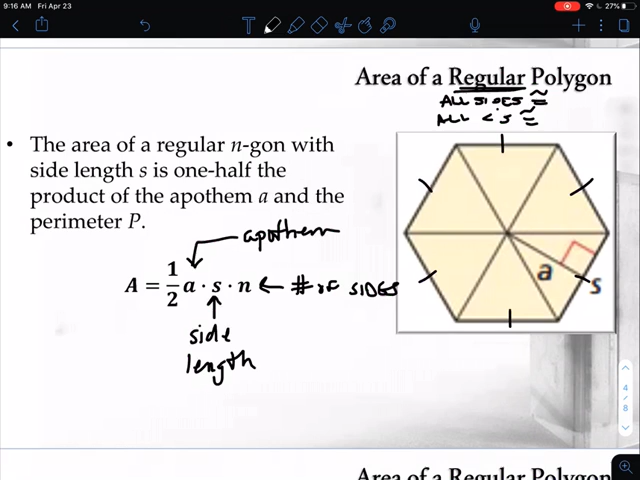 9:16 AM Fri Apr 23
27%
Area of a Regular Polygon
ALL SIDES ≅
ALL <'S ≅
• The area of a regular n-gon with
side length s is one-half the
product of the apothem a and the
perimeter P.
apothem
A = 1/2 a · s · n ← # OF SIDES
side
length
a
s
4
/
8
Area of a Regular Polygon